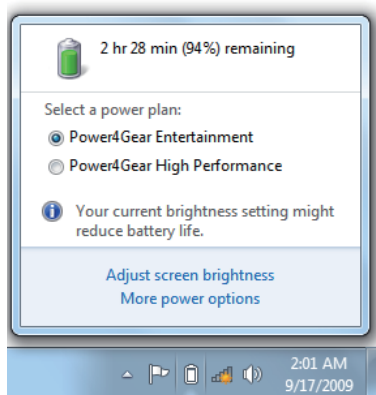 2 hr 28 min (94%) remaining
Select a power plan:
Power4Gear Entertainment
Power4Gear High Performance
Your current brightness setting might
reduce battery life.
Adjust screen brightness
More power options
2:01 AM
9/17/2009